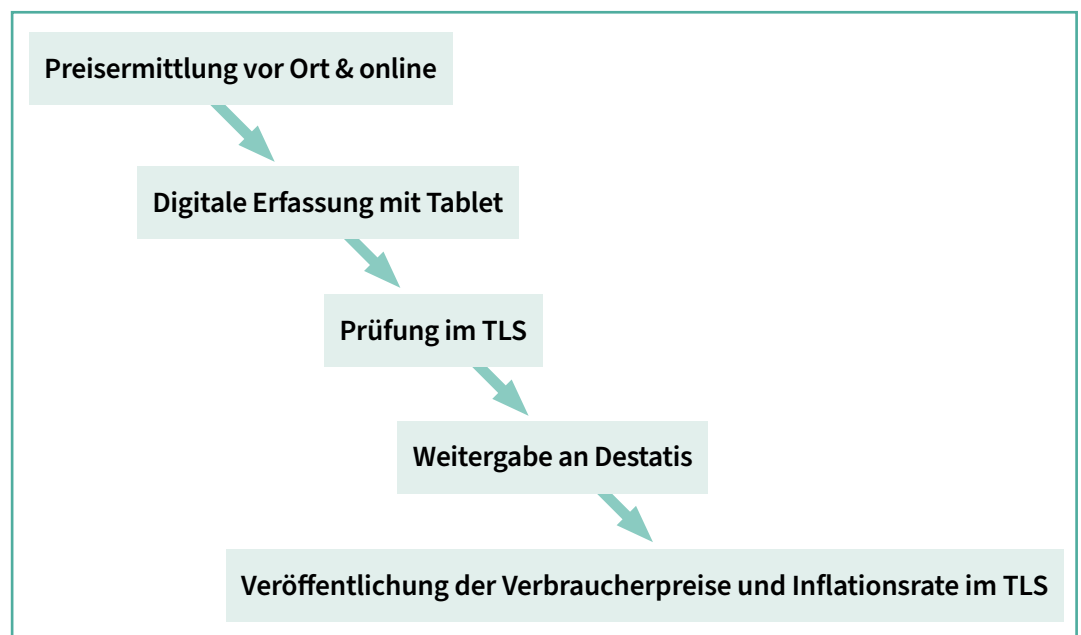 Preisermittlung vor Ort & online
Digitale Erfassung mit Tablet
Prüfung im TLS
Weitergabe an Destatis
Veröffentlichung der Verbraucherpreise und Inflationsrate im TLS